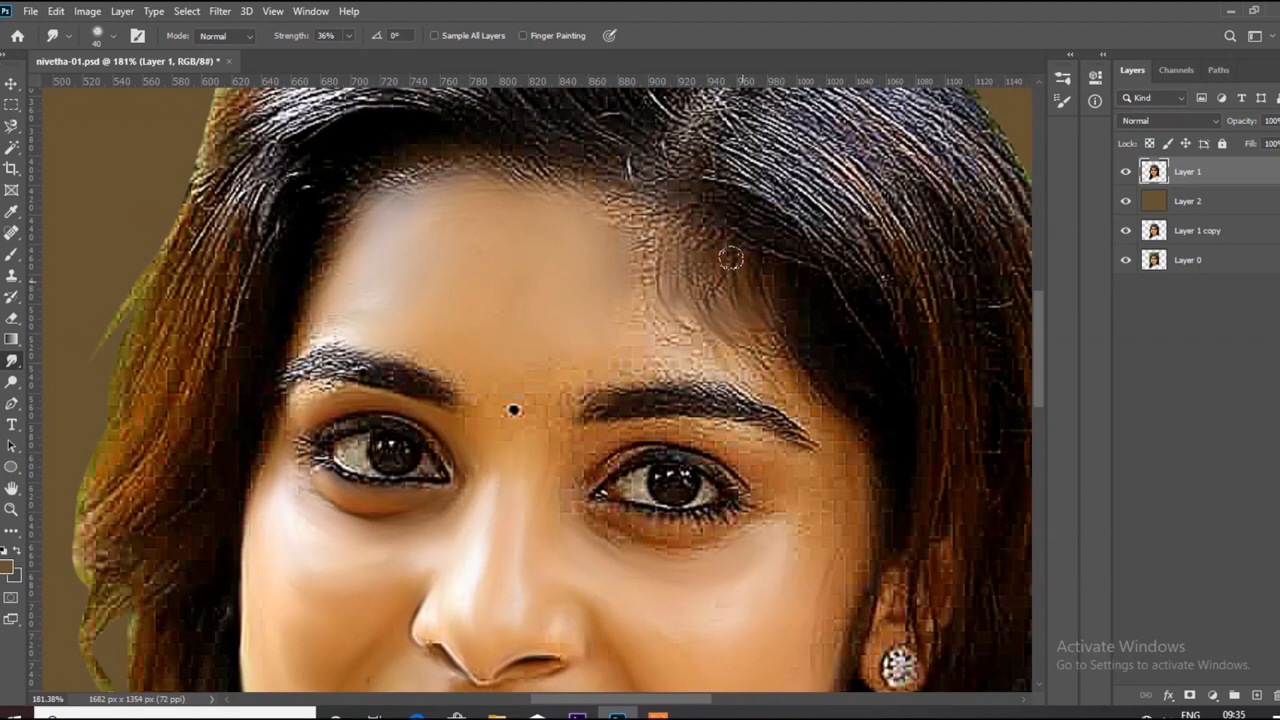 Ps File Edit Image Layer Type Select Filter 3D View Window Help
40 Mode: Normal Strength: 36% 0° Sample All Layers Finger Painting
nivetha-01.psd @ 181% (Layer 1, RGB/8#) * ×
500 520 540 560 580 600 620 640 660 680 700 720 740 760 780 800 820 840 860 880 900 920 940 960 980 1000 1020 1040 1060 1080 1100 1120 1140
Layers Channels Paths
Kind
Normal Opacity: 100%
Lock: Fill: 100%
Layer 1
Layer 2
Layer 1 copy
Layer 0
Activate Windows
Go to Settings to activate Windows.
181.38% 1682 px x 1354 px (72 ppi)
fx
ENG 09:35